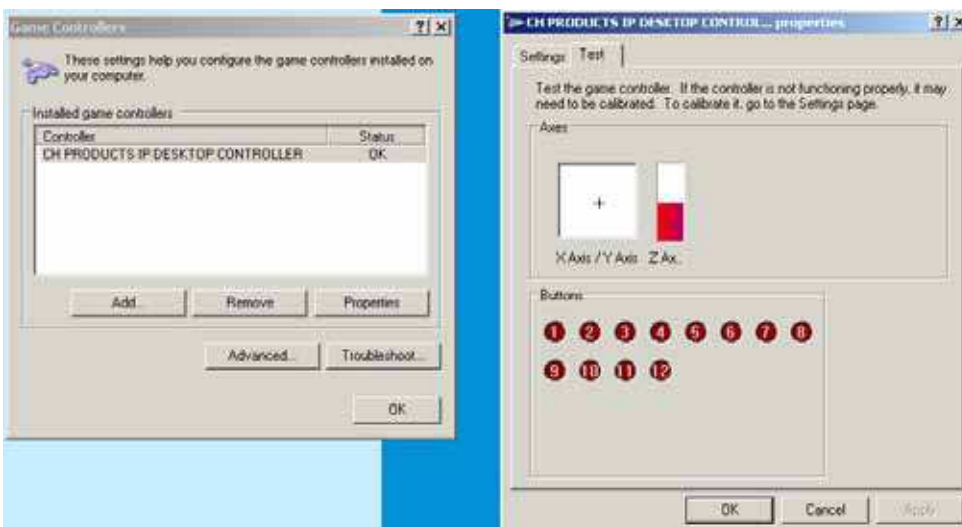 Game Controllers
These settings help you configure the game controllers installed on
your computer.
Installed game controllers
Controller Status
CH PRODUCTS IP DESKTOP CONTROLLER OK
Add...
Remove
Properties
Advanced...
Troubleshoot...
OK
CH PRODUCTS IP DESKTOP CONTROL... properties
Settings Test
Test the game controller. If the controller is not functioning properly, it may
need to be calibrated. To calibrate it, go to the Settings page.
Axes
X Axis / Y Axis Z Ax..
Buttons
1 2 3 4 5 6 7 8
9 10 11 12
OK
Cancel
Apply